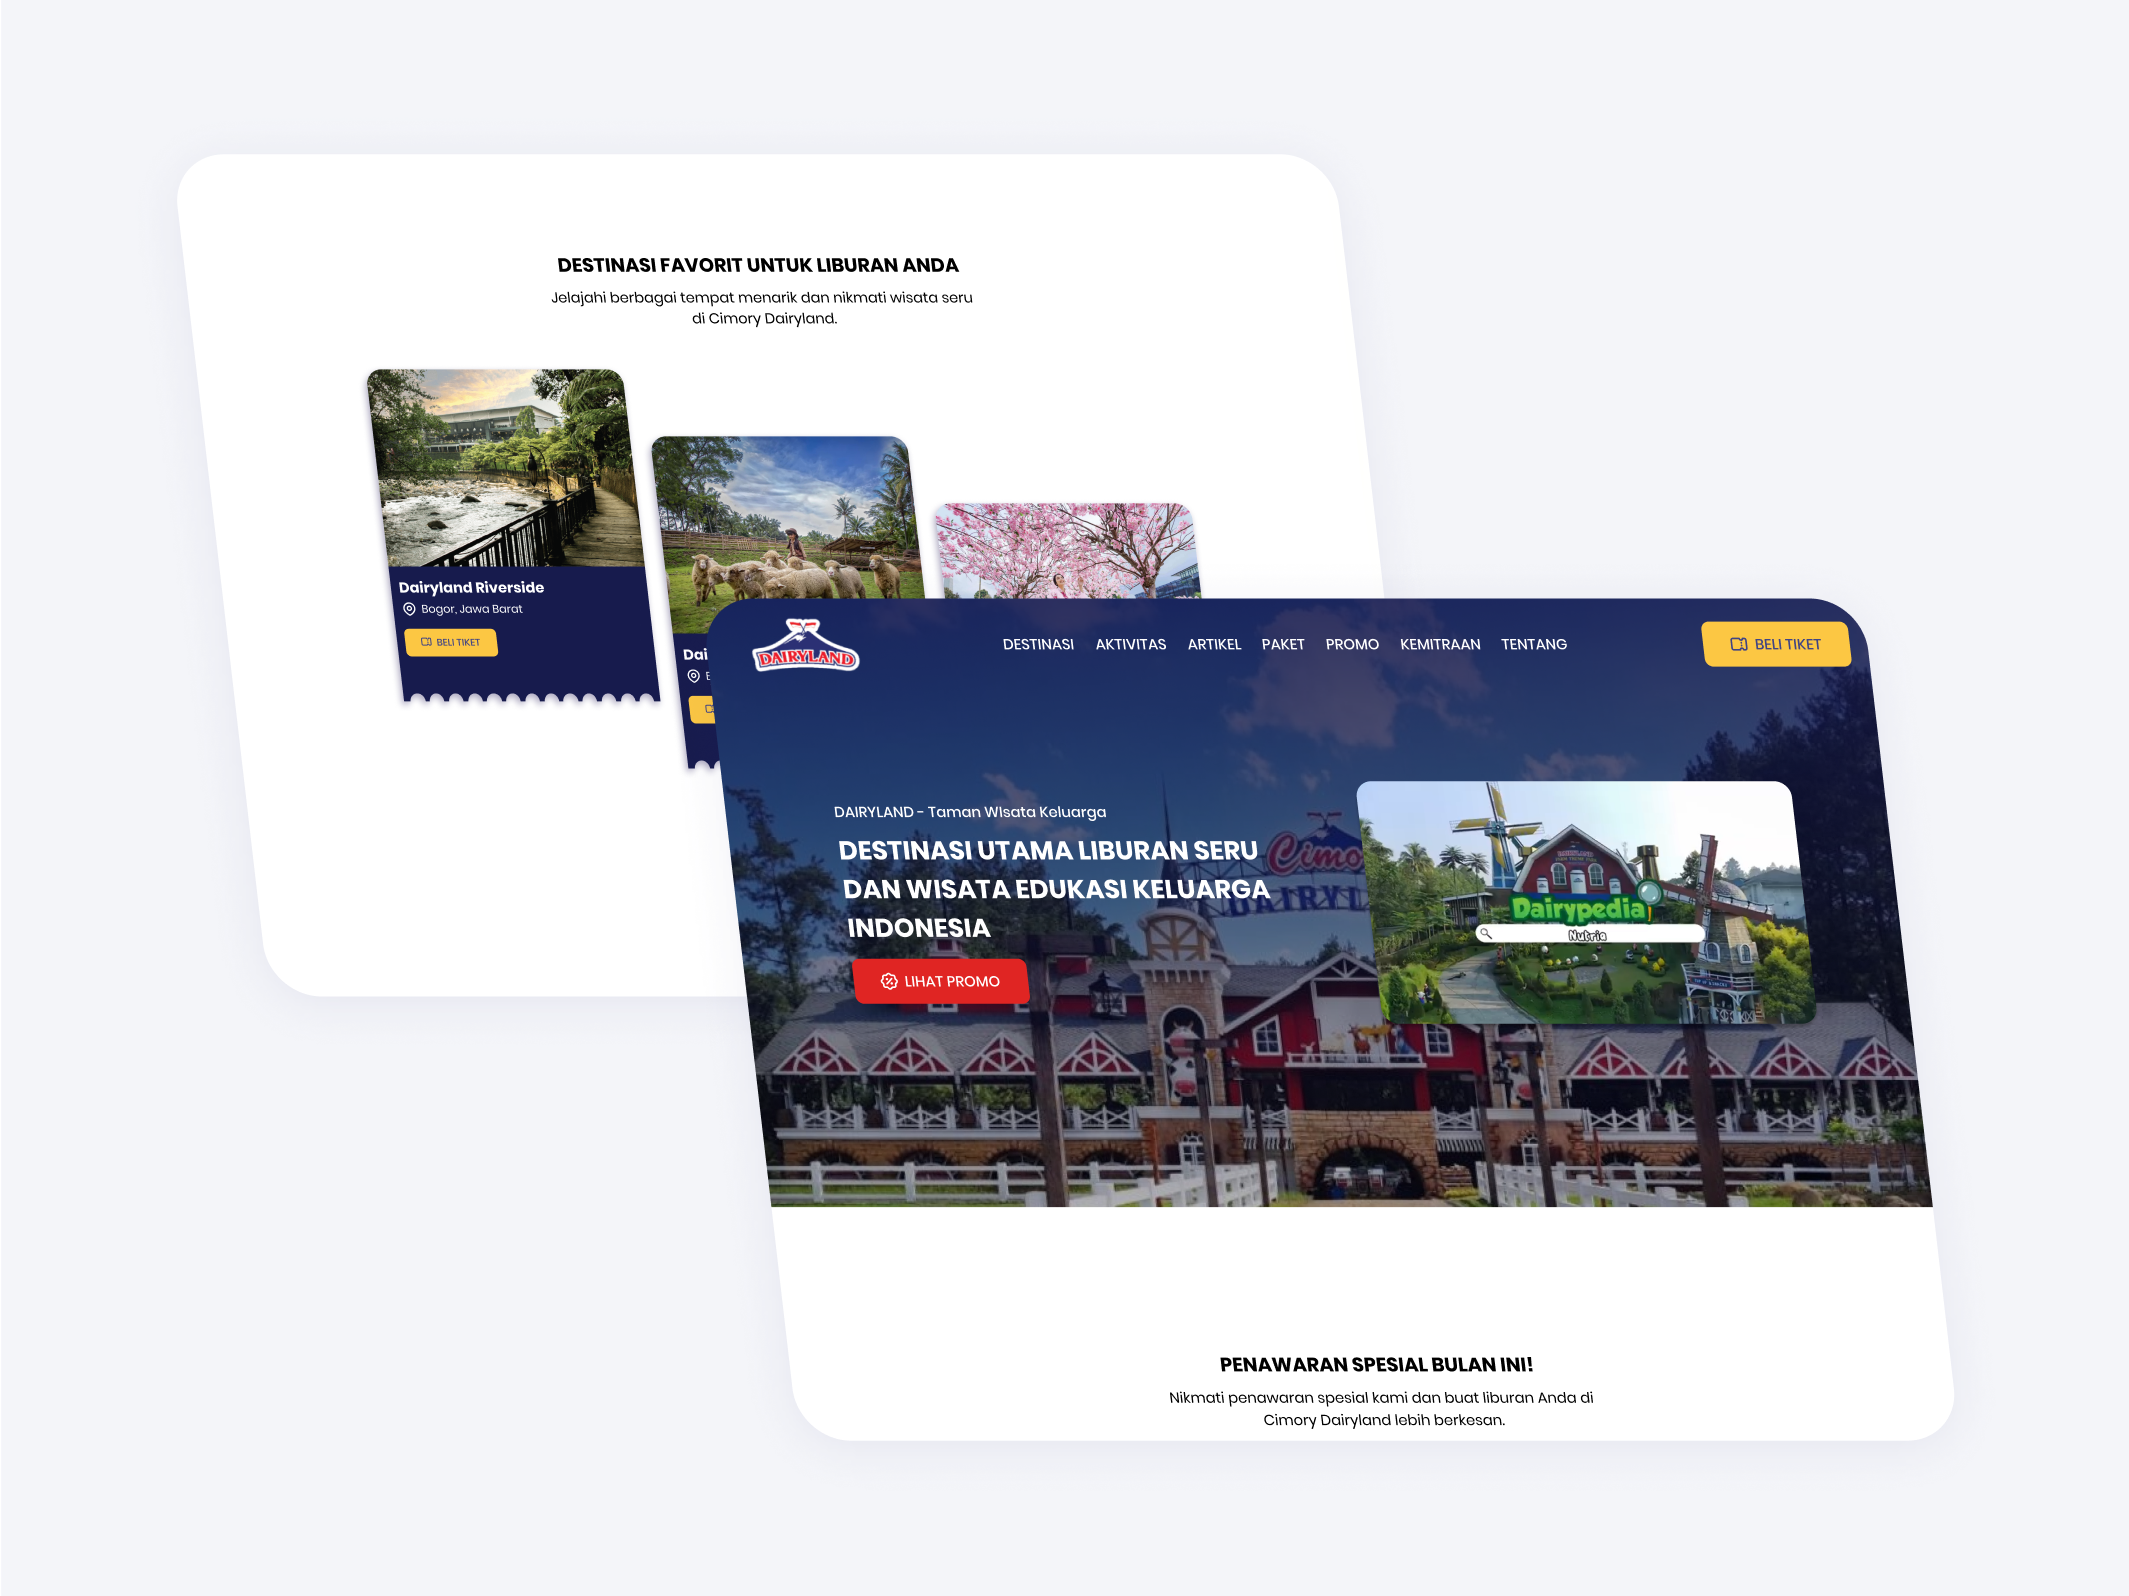 DESTINASI FAVORIT UNTUK LIBURAN ANDA
Jelajahi berbagai tempat menarik dan nikmati wisata seru
di Cimory Dairyland.
Dairyland Riverside
Bogor, Jawa Barat
BELI TIKET
Dai
DAIRYLAND
DESTINASI
AKTIVITAS
ARTIKEL
PAKET
PROMO
KEMITRAAN
TENTANG
BELI TIKET
DAIRYLAND - Taman WIsata Keluarga
DESTINASI UTAMA LIBURAN SERU
DAN WISATA EDUKASI KELUARGA
INDONESIA
LIHAT PROMO
Cimo
DAIRYL
Dairypedia
Nutria
PENAWARAN SPESIAL BULAN INI!
Nikmati penawaran spesial kami dan buat liburan Anda di
Cimory Dairyland lebih berkesan.